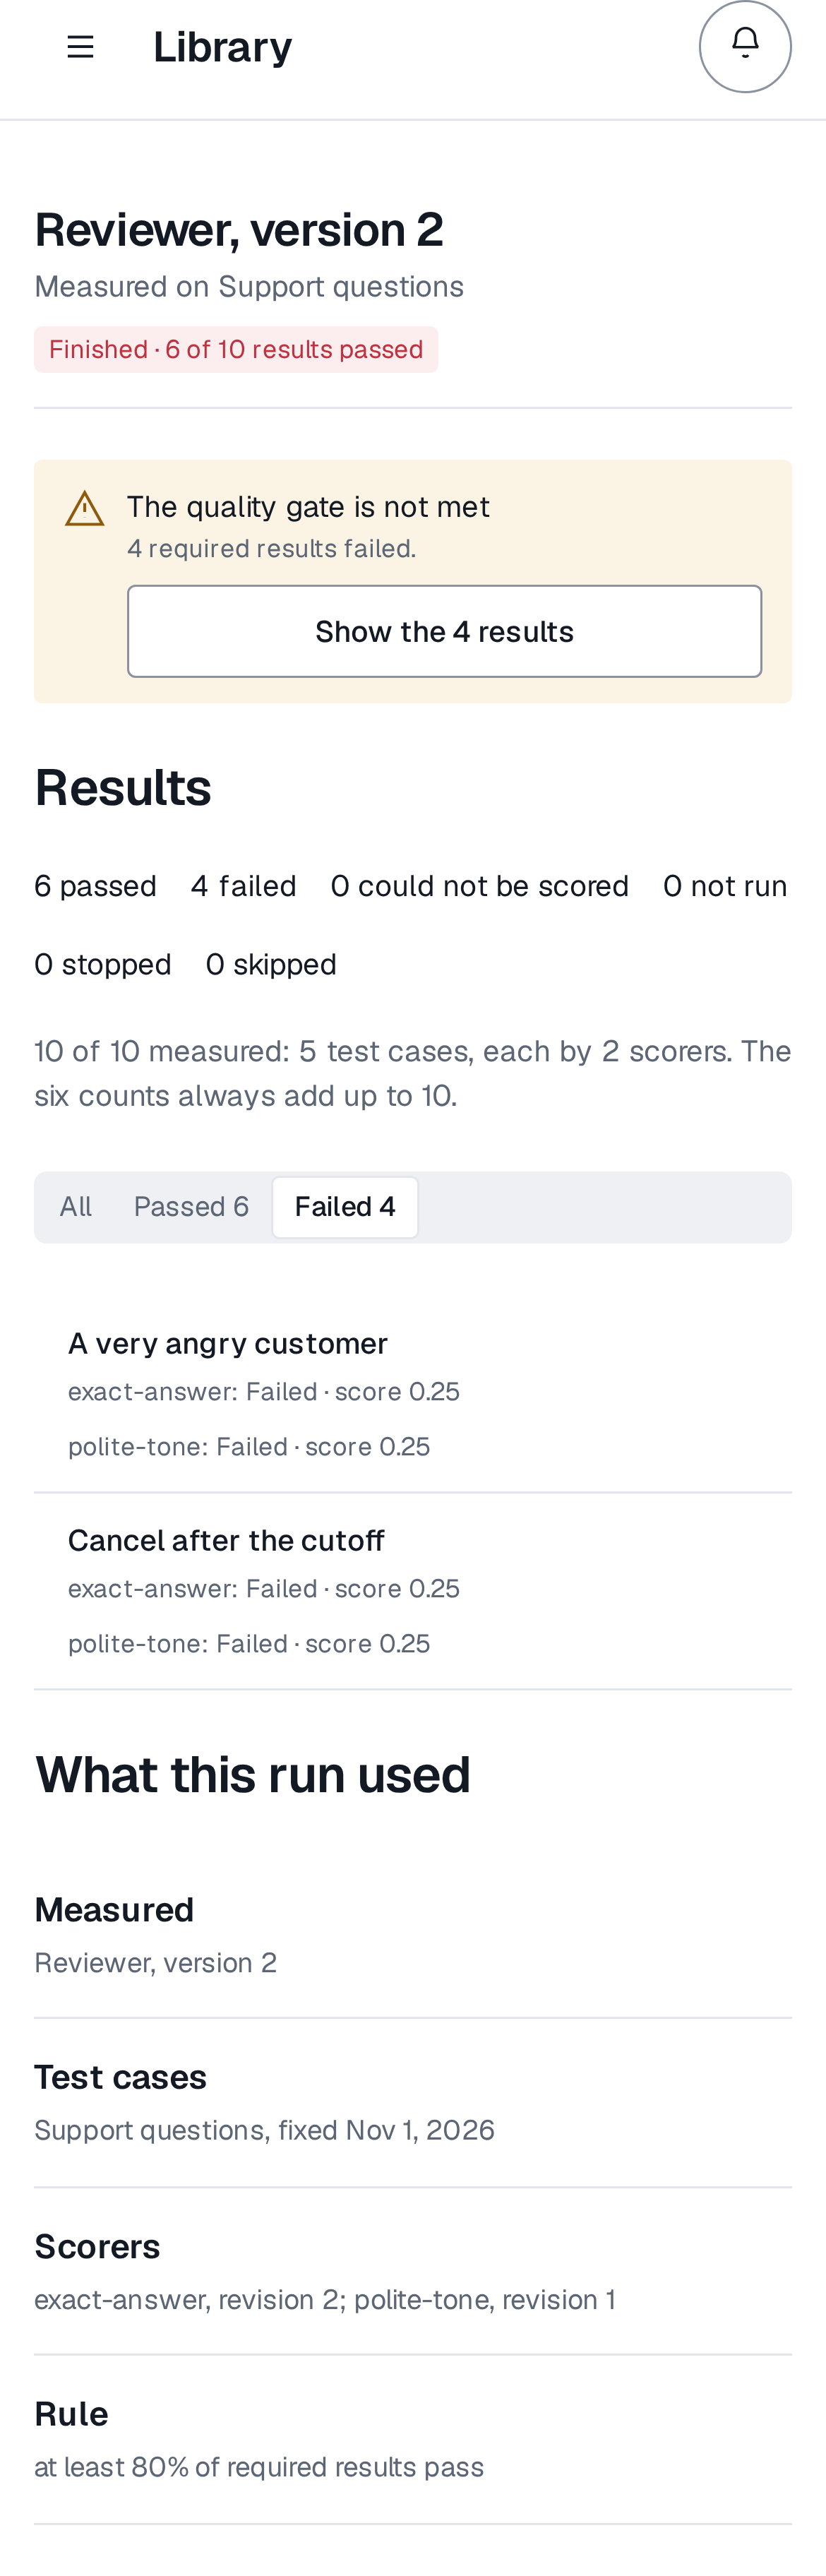 Library
Reviewer, version 2
Measured on Support questions
Finished · 6 of 10 results passed
The quality gate is not met
4 required results failed.
Show the 4 results
Results
6 passed 4 failed 0 could not be scored 0 not run
0 stopped 0 skipped
10 of 10 measured: 5 test cases, each by 2 scorers. The
six counts always add up to 10.
All Passed 6 Failed 4
A very angry customer
exact-answer: Failed · score 0.25
polite-tone: Failed · score 0.25
Cancel after the cutoff
exact-answer: Failed · score 0.25
polite-tone: Failed · score 0.25
What this run used
Measured
Reviewer, version 2
Test cases
Support questions, fixed Nov 1, 2026
Scorers
exact-answer, revision 2; polite-tone, revision 1
Rule
at least 80% of required results pass